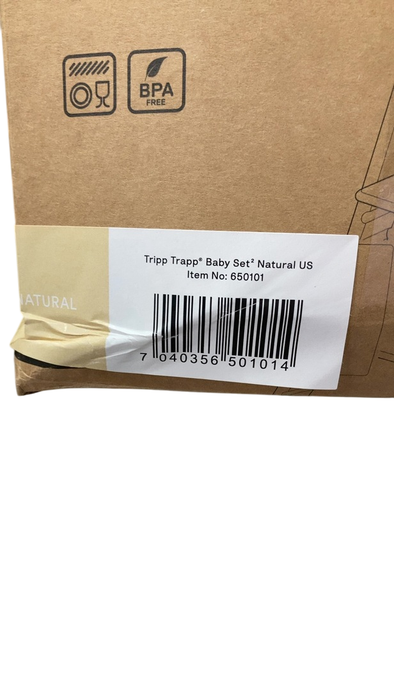 BPA
FREE
Tripp Trapp® Baby Set² Natural US
Item No: 650101
NATURAL
7 040356 501014